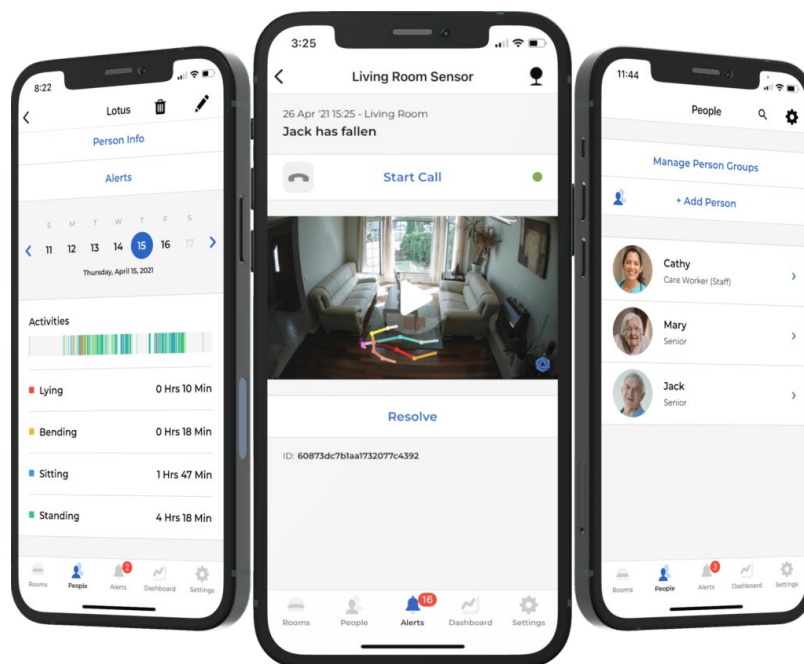 8:22
Lotus
Person Info
Alerts
S M T W T F S
11 12 13 14 15 16 17
Thursday, April 15, 2021
Activities
Lying 0 Hrs 10 Min
Bending 0 Hrs 18 Min
Sitting 1 Hrs 47 Min
Standing 4 Hrs 18 Min
2
Rooms People Alerts Dashboard Settings
3:25
Living Room Sensor
26 Apr '21 15:25 - Living Room
Jack has fallen
Start Call
Resolve
ID: 60873dc7b1aa1732077c4392
16
Rooms People Alerts Dashboard Settings
11:44
People
Manage Person Groups
+ Add Person
Cathy
Care Worker (Staff)
Mary
Senior
Jack
Senior
3
Rooms People Alerts Dashboard Settings